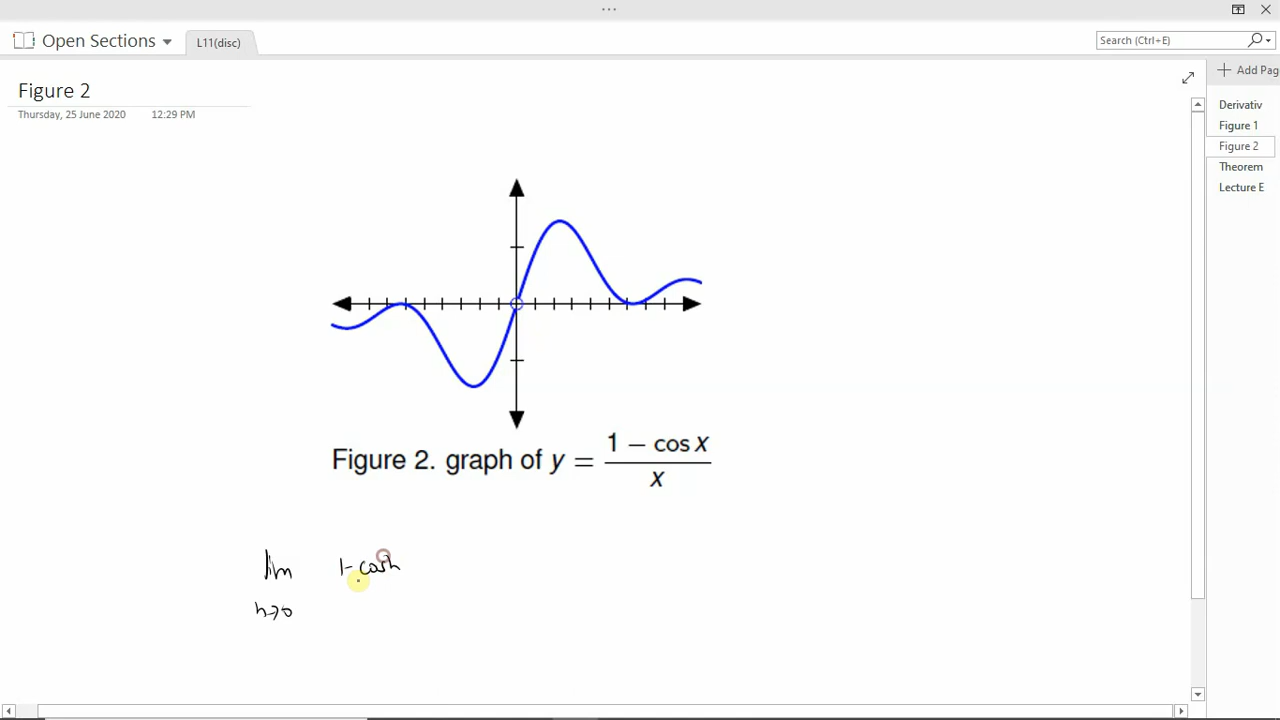 Open Sections
L11(disc)
Search (Ctrl+E)
Add Pag
Figure 2
Thursday, 25 June 2020 12:29 PM
Derivativ
Figure 1
Figure 2
Theorem
Lecture E
Figure 2. graph of y = (1 − cos x)/x
lim 1-cosh
h→0